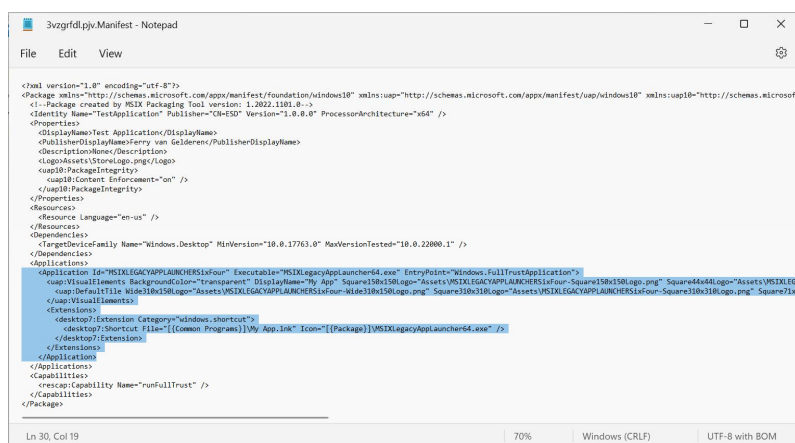 3vzgrfdl.pjv.Manifest - Notepad
File Edit View
<?xml version="1.0" encoding="utf-8"?>
<Package xmlns="http://schemas.microsoft.com/appx/manifest/foundation/windows10" xmlns:uap="http://schemas.microsoft.com/appx/manifest/uap/windows10" xmlns:uap10="http://schemas.microsof
<!--Package created by MSIX Packaging Tool version: 1.2022.1101.0-->
<Identity Name="TestApplication" Publisher="CN=ESD" Version="1.0.0.0" ProcessorArchitecture="x64" />
<Properties>
<DisplayName>Test Application</DisplayName>
<PublisherDisplayName>Ferry van Gelderen</PublisherDisplayName>
<Description>None</Description>
<Logo>Assets\StoreLogo.png</Logo>
<uap10:PackageIntegrity>
<uap10:Content Enforcement="on" />
</uap10:PackageIntegrity>
</Properties>
<Resources>
<Resource Language="en-us" />
</Resources>
<Dependencies>
<TargetDeviceFamily Name="Windows.Desktop" MinVersion="10.0.17763.0" MaxVersionTested="10.0.22000.1" />
</Dependencies>
<Applications>
<Application Id="MSIXLEGACYAPPLAUNCHERSixFour" Executable="MSIXLegacyAppLauncher64.exe" EntryPoint="Windows.FullTrustApplication">
<uap:VisualElements BackgroundColor="transparent" DisplayName="My App" Square150x150Logo="Assets\MSIXLEGACYAPPLAUNCHERSixFour-Square150x150Logo.png" Square44x44Logo="Assets\MSIXLEG
<uap:DefaultTile Wide310x150Logo="Assets\MSIXLEGACYAPPLAUNCHERSixFour-Wide310x150Logo.png" Square310x310Logo="Assets\MSIXLEGACYAPPLAUNCHERSixFour-Square310x310Logo.png" Square71x
</uap:VisualElements>
<Extensions>
<desktop7:Extension Category="windows.shortcut">
<desktop7:Shortcut File="[{Common Programs}]\My App.lnk" Icon="[{Package}]\MSIXLegacyAppLauncher64.exe" />
</desktop7:Extension>
</Extensions>
</Application>
</Applications>
<Capabilities>
<rescap:Capability Name="runFullTrust" />
</Capabilities>
</Package>
Ln 30, Col 19 70% Windows (CRLF) UTF-8 with BOM